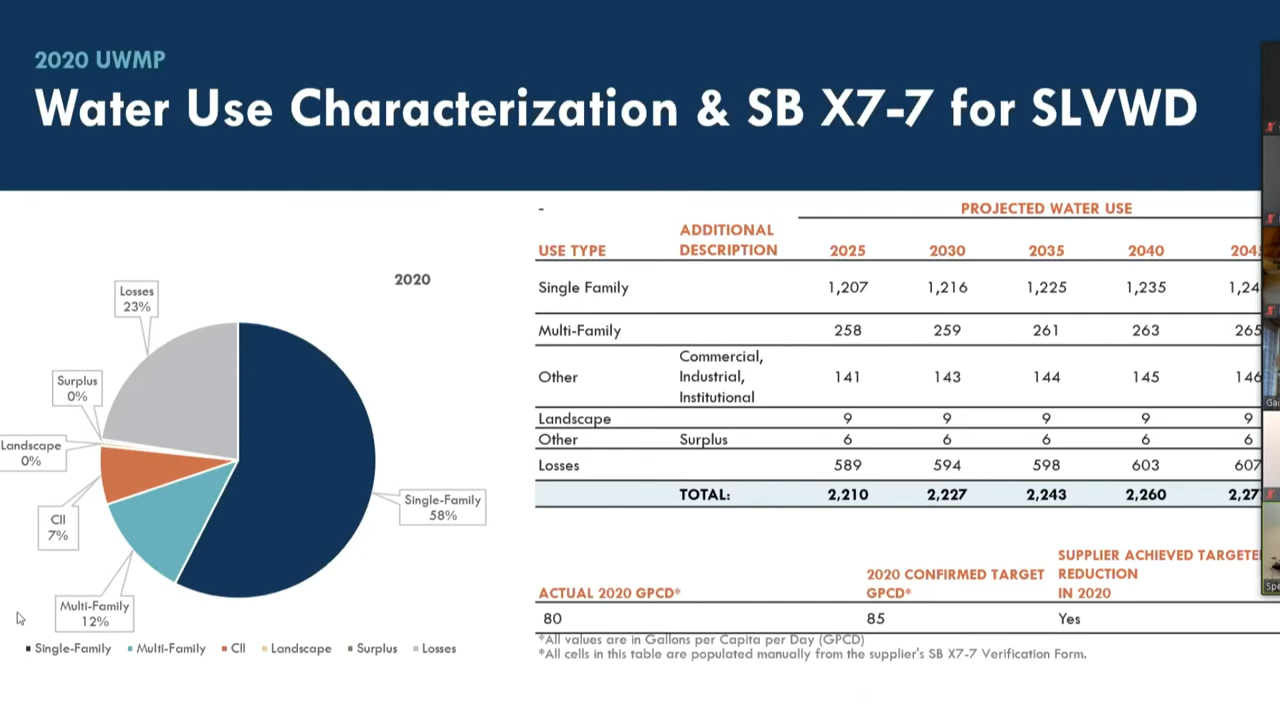 2020 UWMP
Water Use Characterization & SB X7-7 for SLVWD
2020
Losses
23%
Surplus
0%
Landscape
0%
CII
7%
Multi-Family
12%
Single-Family
58%
Single-Family Multi-Family CII Landscape Surplus Losses
-
PROJECTED WATER USE
USE TYPE ADDITIONAL DESCRIPTION 2025 2030 2035 2040
Single Family 1,207 1,216 1,225 1,235
Multi-Family 258 259 261 263 265
Other Commercial, Industrial, Institutional 141 143 144 145 146
Landscape 9 9 9 9 9
Other Surplus 6 6 6 6 6
Losses 589 594 598 603 607
TOTAL: 2,210 2,227 2,243 2,260
ACTUAL 2020 GPCD* 2020 CONFIRMED TARGET GPCD* SUPPLIER ACHIEVED TARGETE REDUCTION IN 2020
80 85 Yes
*All values are in Gallons per Capita per Day (GPCD)
*All cells in this table are populated manually from the supplier's SB X7-7 Verification Form.